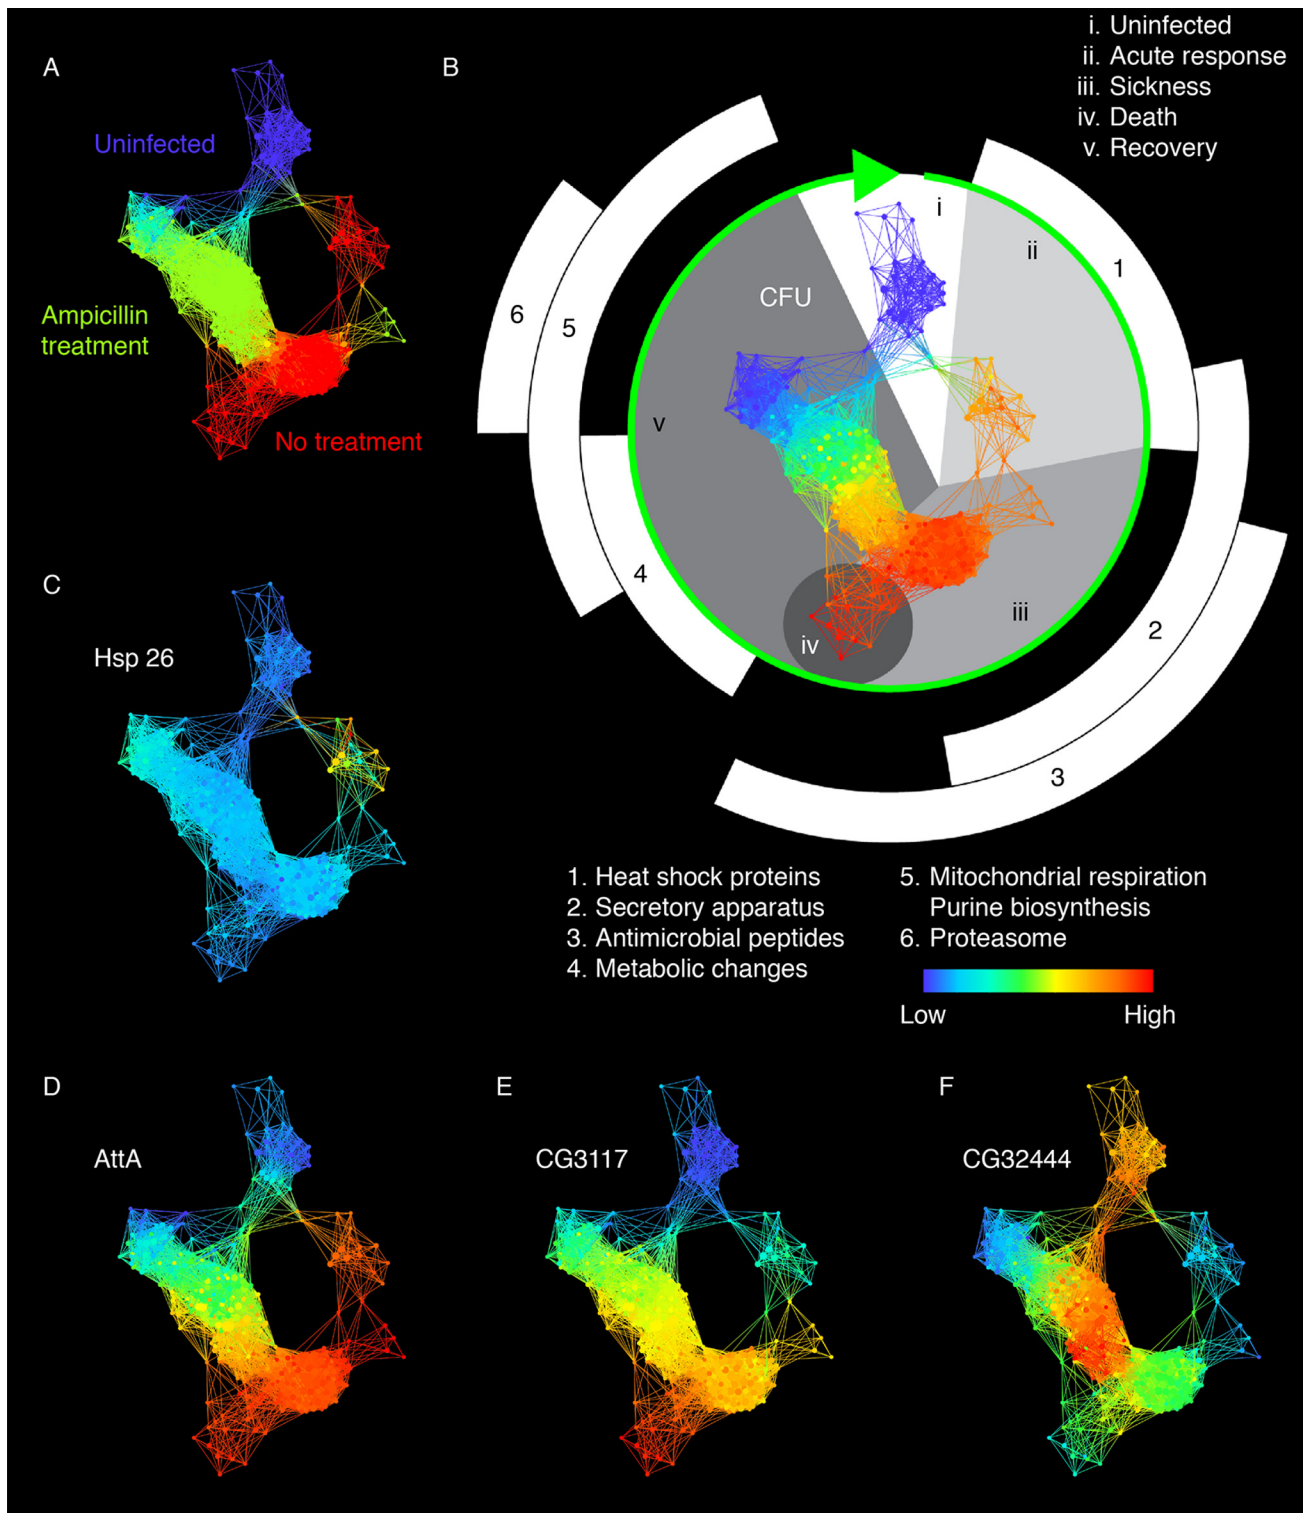 A
Uninfected
Ampicillin
treatment
No treatment
B
i. Uninfected
ii. Acute response
iii. Sickness
iv. Death
v. Recovery
i
ii
1
CFU
6
5
v
4
iv
iii
2
3
1. Heat shock proteins
2. Secretory apparatus
3. Antimicrobial peptides
4. Metabolic changes
5. Mitochondrial respiration
Purine biosynthesis
6. Proteasome
Low High
C
Hsp 26
D
AttA
E
CG3117
F
CG32444